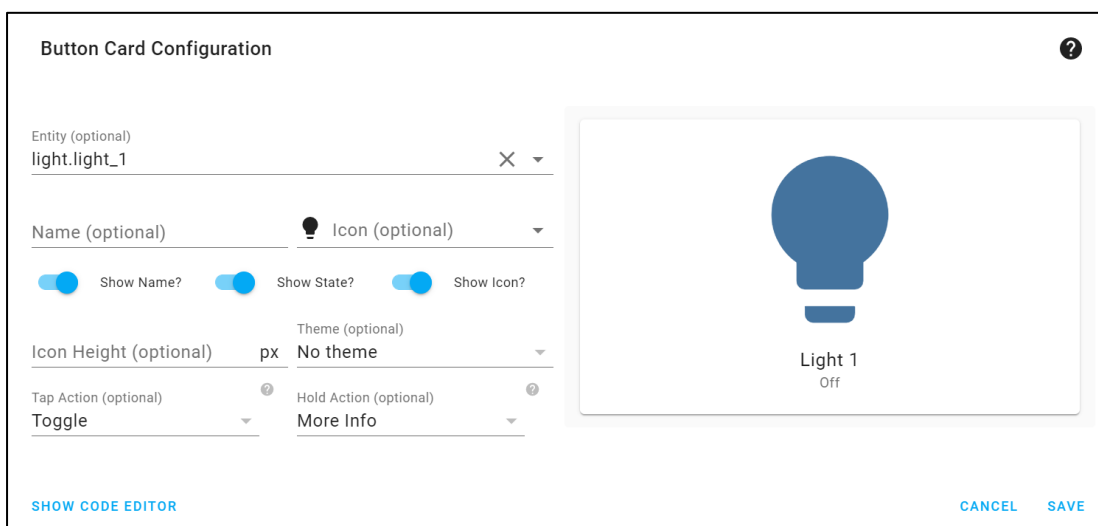 Button Card Configuration
Entity (optional)
light.light_1
Name (optional)
Icon (optional)
Show Name?
Show State?
Show Icon?
Icon Height (optional)
px
Theme (optional)
No theme
Tap Action (optional)
Toggle
Hold Action (optional)
More Info
Light 1
Off
SHOW CODE EDITOR
CANCEL
SAVE